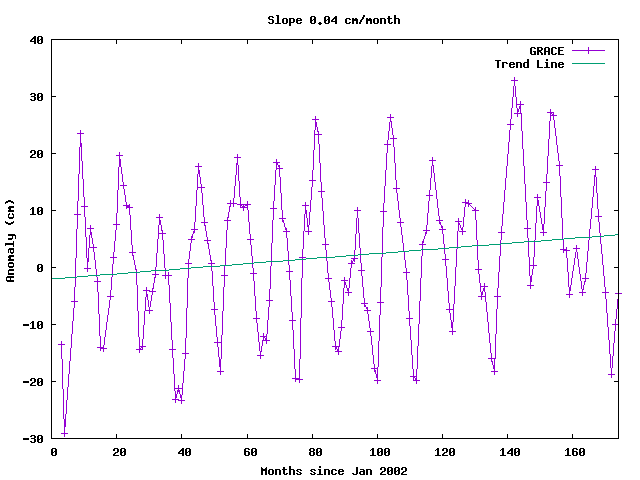 Slope 0.04 cm/month
GRACE
Trend Line
Anomaly (cm)
40
30
20
10
0
-10
-20
-30
0 20 40 60 80 100 120 140 160
Months since Jan 2002